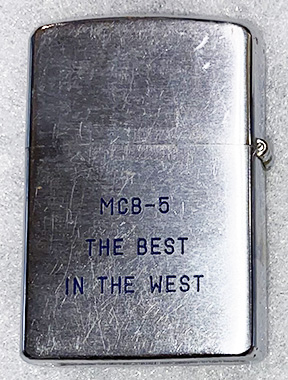 MCB-5
THE BEST
IN THE WEST